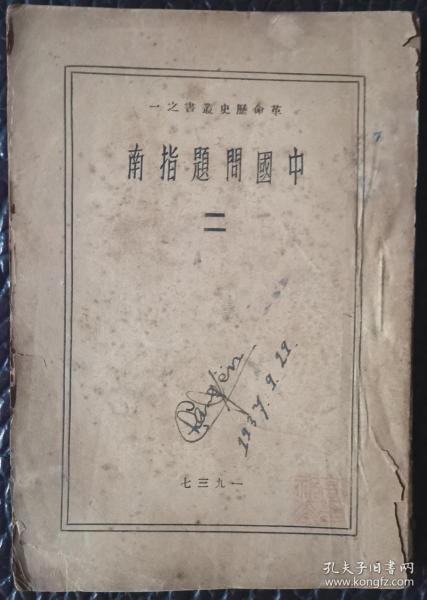 革命歷史叢書之一
中國問題指南
二
1937.9.29.
一九三七
孔夫子旧书网
www.kongfz.com